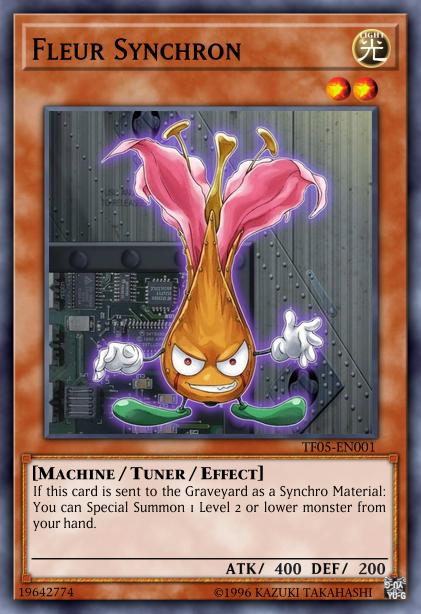 FLEUR SYNCHRON
LIGHT
光
TF05-EN001
[MACHINE / TUNER / EFFECT]
If this card is sent to the Graveyard as a Synchro Material:
You can Special Summon 1 Level 2 or lower monster from
your hand.
ATK/ 400 DEF/ 200
19642774
©1996 KAZUKI TAKAHASHI